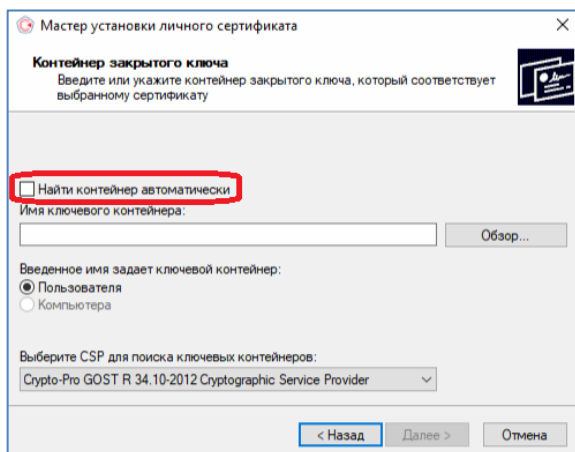 Мастер установки личного сертификата
Контейнер закрытого ключа
Введите или укажите контейнер закрытого ключа, который соответствует
выбранному сертификату
Найти контейнер автоматически
Имя ключевого контейнера:
Обзор...
Введенное имя задает ключевой контейнер:
Пользователя
Компьютера
Выберите CSP для поиска ключевых контейнеров:
Crypto-Pro GOST R 34.10-2012 Cryptographic Service Provider
< Назад
Далее >
Отмена